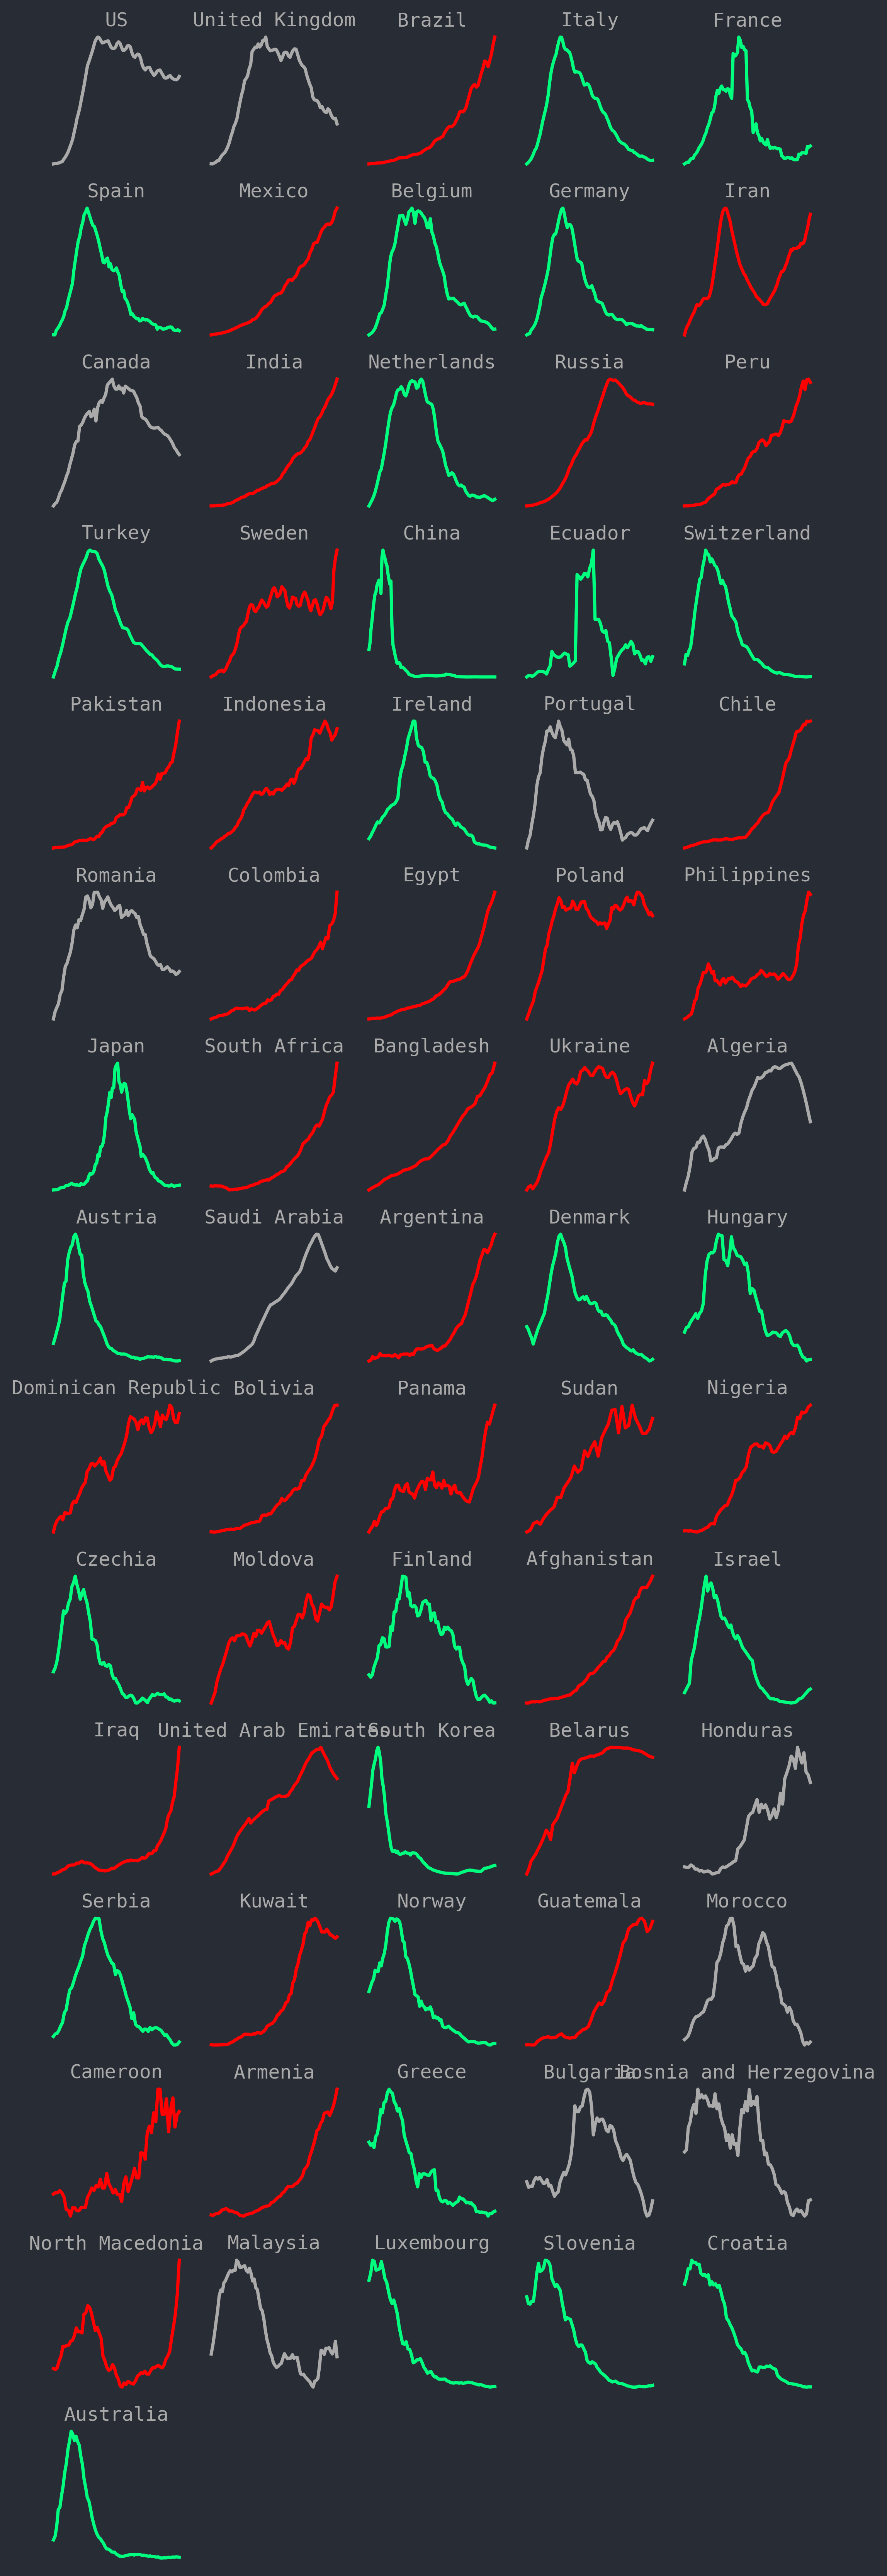 US
United Kingdom
Brazil
Italy
France
Spain
Mexico
Belgium
Germany
Iran
Canada
India
Netherlands
Russia
Peru
Turkey
Sweden
China
Ecuador
Switzerland
Pakistan
Indonesia
Ireland
Portugal
Chile
Romania
Colombia
Egypt
Poland
Philippines
Japan
South Africa
Bangladesh
Ukraine
Algeria
Austria
Saudi Arabia
Argentina
Denmark
Hungary
Dominican Republic
Bolivia
Panama
Sudan
Nigeria
Czechia
Moldova
Finland
Afghanistan
Israel
Iraq
United Arab Emirates
South Korea
Belarus
Honduras
Serbia
Kuwait
Norway
Guatemala
Morocco
Cameroon
Armenia
Greece
Bulgaria
Bosnia and Herzegovina
North Macedonia
Malaysia
Luxembourg
Slovenia
Croatia
Australia